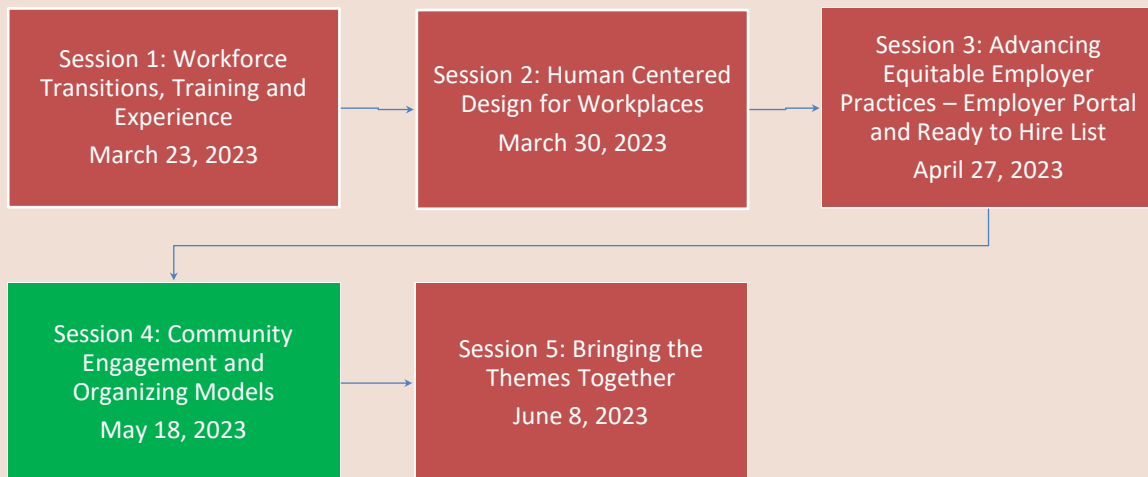 Session 1: Workforce
Transitions, Training and
Experience
March 23, 2023
Session 2: Human Centered
Design for Workplaces
March 30, 2023
Session 3: Advancing
Equitable Employer
Practices – Employer Portal
and Ready to Hire List
April 27, 2023
Session 4: Community
Engagement and
Organizing Models
May 18, 2023
Session 5: Bringing the
Themes Together
June 8, 2023